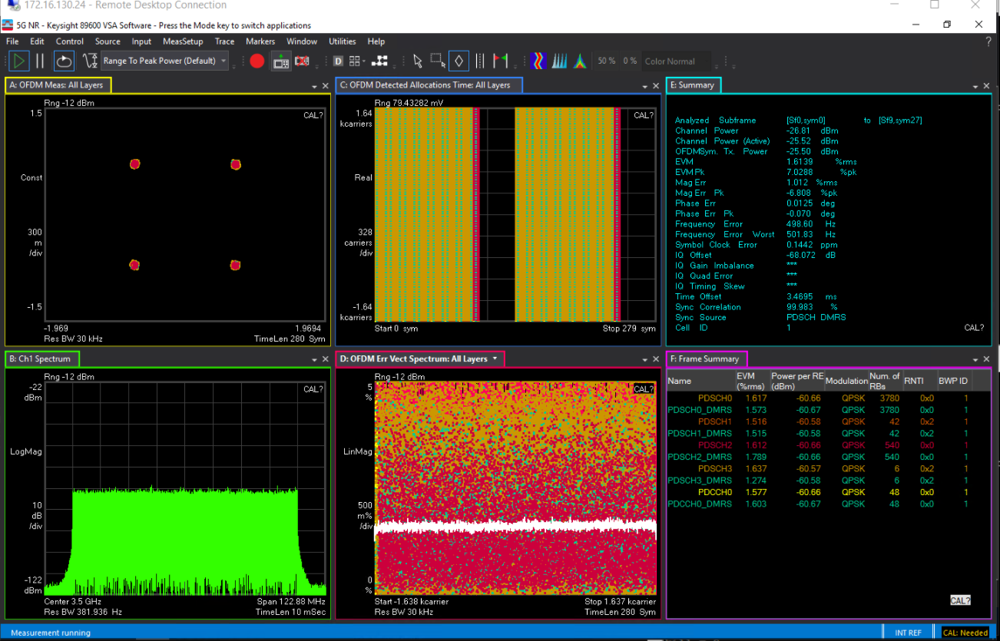 172.16.130.24 - Remote Desktop Connection
5G NR - Keysight 89600 VSA Software - Press the Mode key to switch applications
File Edit Control Source Input MeasSetup Trace Markers Window Utilities Help
?
Range To Peak Power (Default)
D
50 % 0 % Color Normal
A: OFDM Meas: All Layers
Rng -12 dBm
1.5
CAL?
Const
300
m
/div
-1.5
-1.969 1.9694
Res BW 30 kHz TimeLen 280 Sym
C: OFDM Detected Allocations Time: All Layers
Rng 79.43282 mV
1.64
kcarriers
CAL?
Real
328
carriers
/div
-1.64
kcarriers
Start 0 sym Stop 279 sym
E: Summary
Analyzed Subframe [Sf0,sym0] to [Sf9,sym27]
Channel Power -26.81 dBm
Channel Power (Active) -25.52 dBm
OFDMSym. Tx. Power -25.50 dBm
EVM 1.6139 %rms
EVM Pk 7.0288 %pk
Mag Err 1.012 %rms
Mag Err Pk -6.808 %pk
Phase Err 0.0125 deg
Phase Err Pk -0.070 deg
Frequency Error 498.60 Hz
Frequency Error Worst 501.83 Hz
Symbol Clock Error 0.1442 ppm
IQ Offset -68.072 dB
IQ Gain Imbalance ***
IQ Quad Error ***
IQ Timing Skew ***
Time Offset 3.4695 ms
Sync Correlation 99.983 %
Sync Source PDSCH DMRS
Cell ID 1
CAL?
B: Ch1 Spectrum
Rng -12 dBm
-22
dBm
CAL?
LogMag
10
dB
/div
-122
dBm
Center 3.5 GHz Span 122.88 MHz
Res BW 381.936 Hz TimeLen 10 mSec
D: OFDM Err Vect Spectrum: All Layers
Rng -12 dBm
5
%
CAL?
LinMag
500
m%
/div
0
%
Start -1.638 kcarrier Stop 1.637 kcarrier
Res BW 30 kHz TimeLen 280 Sym
F: Frame Summary
Name EVM (%rms) Power per RE (dBm) Modulation Num. of RBs RNTI BWP ID
PDSCH0 1.617 -60.66 QPSK 3780 0x0 1
PDSCH0_DMRS 1.573 -60.67 QPSK 3780 0x0 1
PDSCH1 1.516 -60.58 QPSK 42 0x2 1
PDSCH1_DMRS 1.515 -60.58 QPSK 42 0x2 1
PDSCH2 1.612 -60.66 QPSK 540 0x0 1
PDSCH2_DMRS 1.789 -60.66 QPSK 540 0x0 1
PDSCH3 1.637 -60.57 QPSK 6 0x2 1
PDSCH3_DMRS 1.274 -60.58 QPSK 6 0x2 1
PDCCH0 1.577 -60.66 QPSK 48 0x0 1
PDCCH0_DMRS 1.603 -60.67 QPSK 48 0x0 1
CAL?
Measurement running
INT REF CAL: Needed